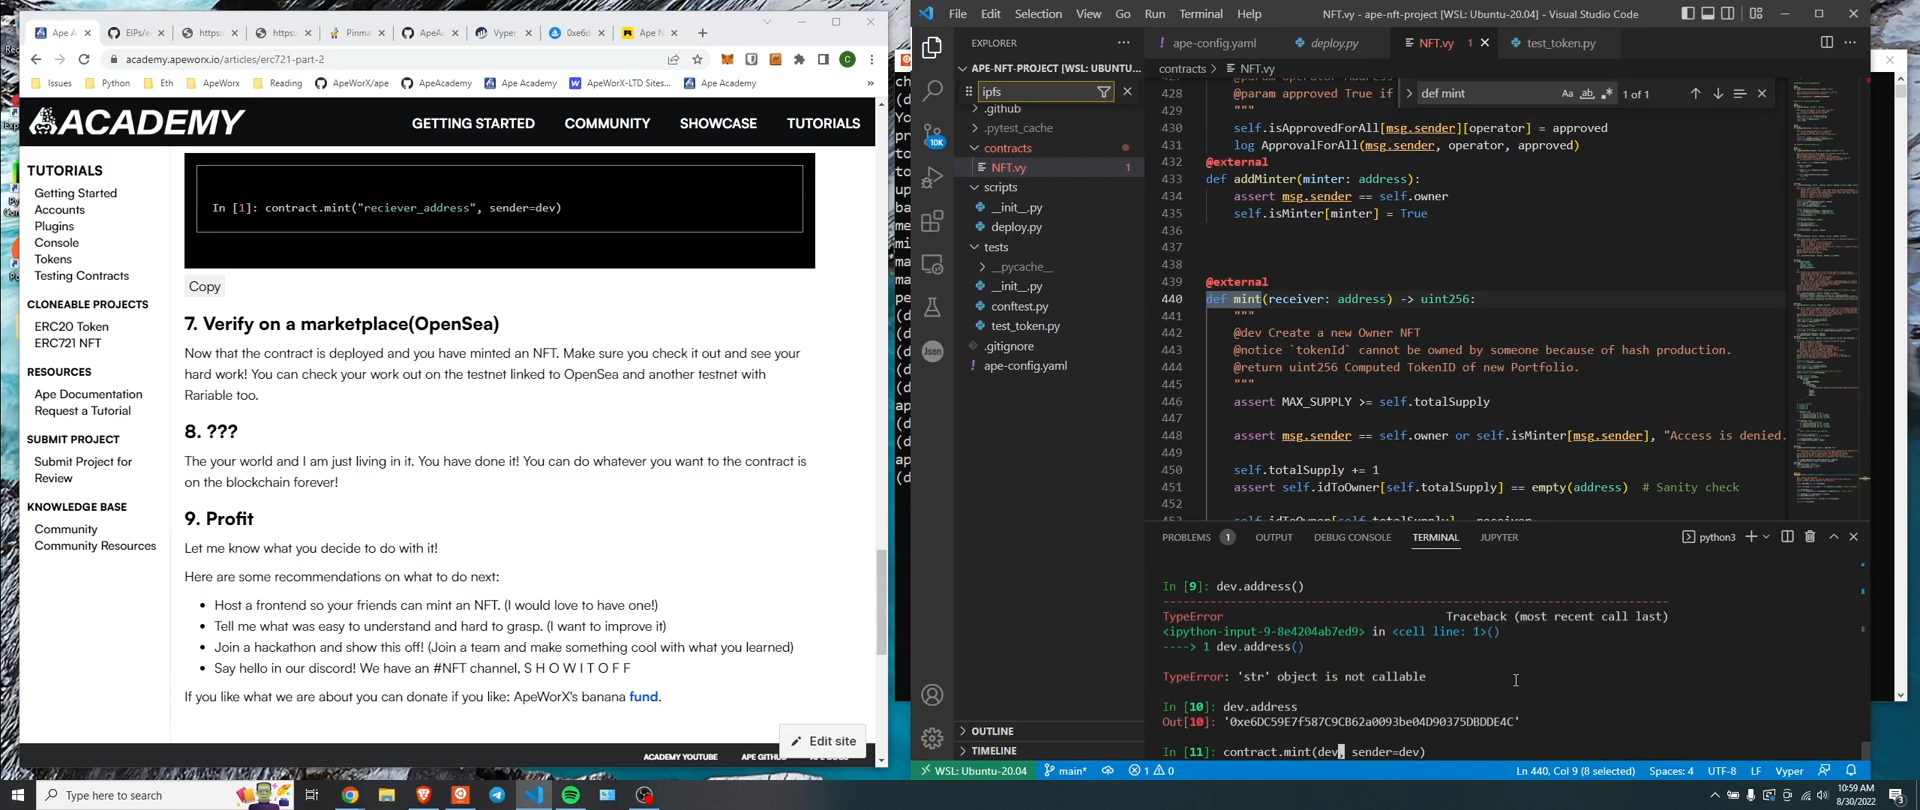 Ape A
EIPs/e
https:
https:
Pinma
ApeAc
Vyper
0xe6d
Ape N
academy.apeworx.io/articles/erc721-part-2
Issues
Python
Eth
ApeWorx
Reading
ApeWorX/ape
ApeAcademy
Ape Academy
ApeWorX-LTD Sites...
Ape Academy
ACADEMY
GETTING STARTED
COMMUNITY
SHOWCASE
TUTORIALS
TUTORIALS
Getting Started
Accounts
Plugins
Console
Tokens
Testing Contracts
CLONEABLE PROJECTS
ERC20 Token
ERC721 NFT
RESOURCES
Ape Documentation
Request a Tutorial
SUBMIT PROJECT
Submit Project for
Review
KNOWLEDGE BASE
Community
Community Resources
In [1]: contract.mint("reciever_address", sender=dev)
Copy
7. Verify on a marketplace(OpenSea)
Now that the contract is deployed and you have minted an NFT. Make sure you check it out and see your
hard work! You can check your work out on the testnet linked to OpenSea and another testnet with
Rariable too.
8. ???
The your world and I am just living in it. You have done it! You can do whatever you want to the contract is
on the blockchain forever!
9. Profit
Let me know what you decide to do with it!
Here are some recommendations on what to do next:
• Host a frontend so your friends can mint an NFT. (I would love to have one!)
• Tell me what was easy to understand and hard to grasp. (I want to improve it)
• Join a hackathon and show this off! (Join a team and make something cool with what you learned)
• Say hello in our discord! We have an #NFT channel, S H O W I T O F F
If you like what we are about you can donate if you like: ApeWorX's banana fund.
Edit site
ACADEMY YOUTUBE
APE GITHUB
File Edit Selection View Go Run Terminal Help
NFT.vy - ape-nft-project [WSL: Ubuntu-20.04] - Visual Studio Code
EXPLORER
APE-NFT-PROJECT [WSL: UBUNTU...
ipfs
.github
.pytest_cache
contracts
NFT.vy 1
scripts
__init__.py
deploy.py
tests
__pycache__
__init__.py
conftest.py
test_token.py
.gitignore
ape-config.yaml
OUTLINE
TIMELINE
10K
Json
ape-config.yaml
deploy.py
NFT.vy 1
test_token.py
contracts > NFT.vy
def mint
Aa ab
1 of 1
428 @param approved True if
429 """
430 self.isApprovedForAll[msg.sender][operator] = approved
431 log ApprovalForAll(msg.sender, operator, approved)
432 @external
433 def addMinter(minter: address):
434 assert msg.sender == self.owner
435 self.isMinter[minter] = True
436
437
438
439 @external
440 def mint(receiver: address) -> uint256:
441 """
442 @dev Create a new Owner NFT
443 @notice `tokenId` cannot be owned by someone because of hash production.
444 @return uint256 Computed TokenID of new Portfolio.
445 """
446 assert MAX_SUPPLY >= self.totalSupply
447
448 assert msg.sender == self.owner or self.isMinter[msg.sender], "Access is denied.
449
450 self.totalSupply += 1
451 assert self.idToOwner[self.totalSupply] == empty(address) # Sanity check
452
PROBLEMS 1 OUTPUT DEBUG CONSOLE TERMINAL JUPYTER
python3
In [9]: dev.address()
TypeError Traceback (most recent call last)
<ipython-input-9-8e4204ab7ed9> in <cell line: 1>()
----> 1 dev.address()
TypeError: 'str' object is not callable
In [10]: dev.address
Out[10]: '0xe6DC59E7f587C9CB62a0093be04D90375DBDDE4C'
In [11]: contract.mint(dev, sender=dev)
WSL: Ubuntu-20.04
main*
1 0
Ln 440, Col 9 (8 selected)
Spaces: 4
UTF-8
LF
Vyper
Type here to search
10:59 AM
8/30/2022